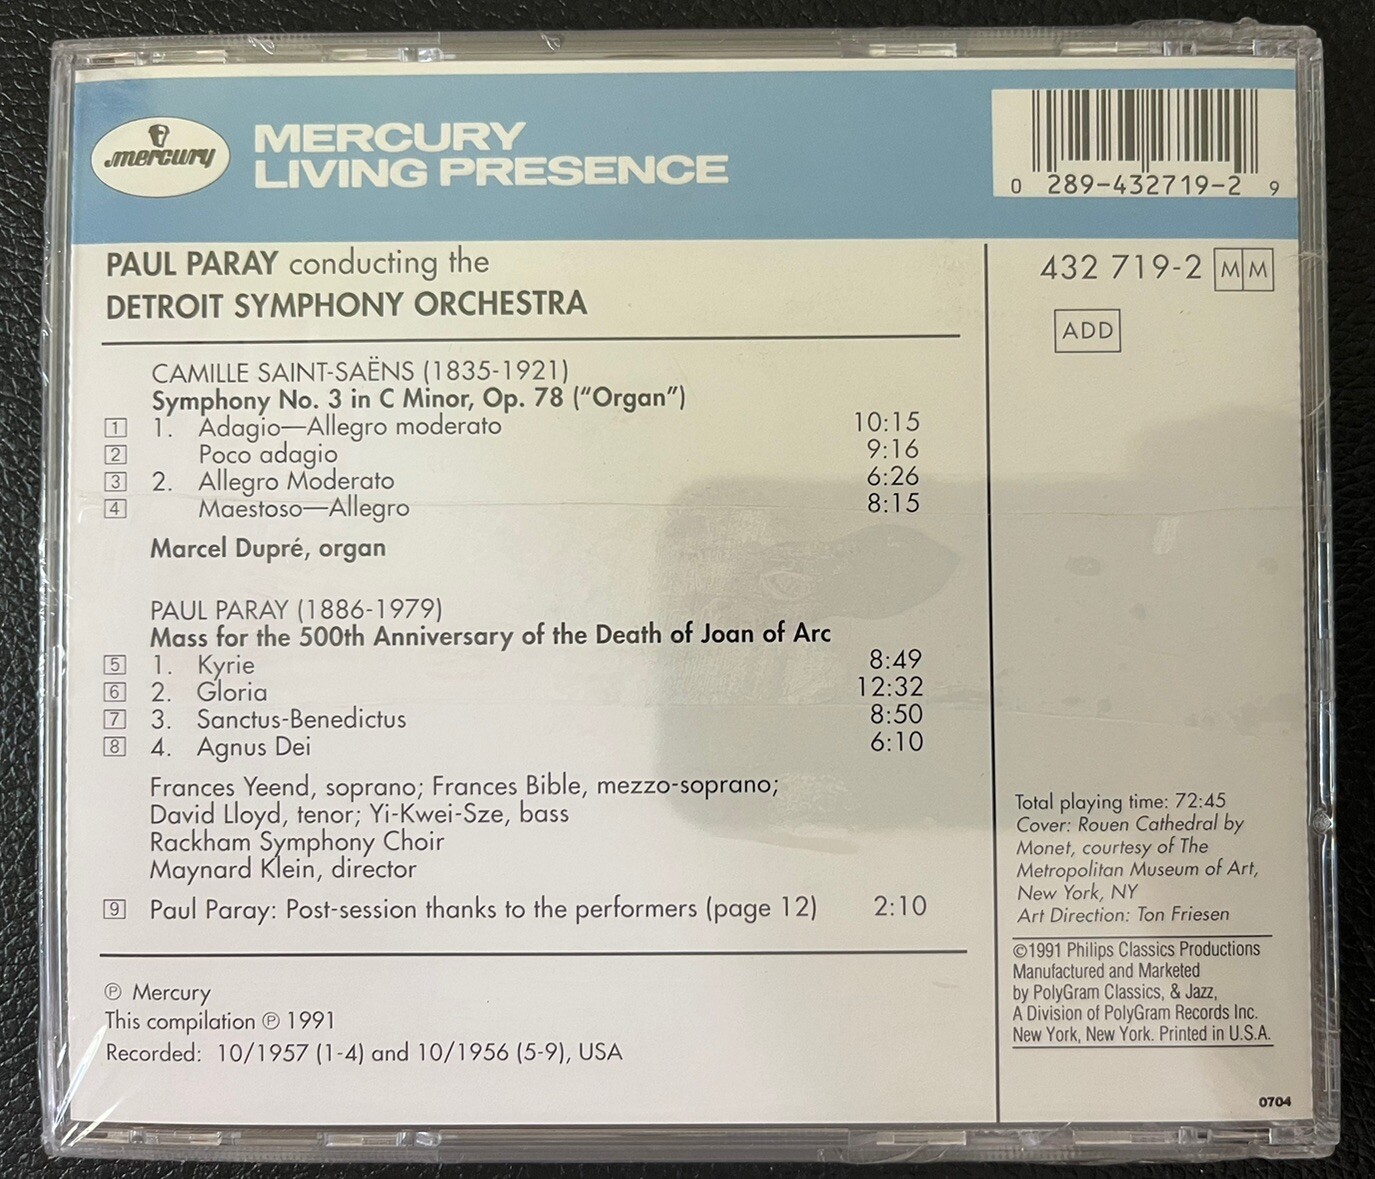 mercury
MERCURY
LIVING PRESENCE
0 289-432719-2 9
PAUL PARAY conducting the
DETROIT SYMPHONY ORCHESTRA
432 719-2 M M
ADD
CAMILLE SAINT-SAËNS (1835-1921)
Symphony No. 3 in C Minor, Op. 78 ("Organ")
1 1. Adagio—Allegro moderato 10:15
2 Poco adagio 9:16
3 2. Allegro Moderato 6:26
4 Maestoso—Allegro 8:15
Marcel Dupré, organ
PAUL PARAY (1886-1979)
Mass for the 500th Anniversary of the Death of Joan of Arc
5 1. Kyrie 8:49
6 2. Gloria 12:32
7 3. Sanctus-Benedictus 8:50
8 4. Agnus Dei 6:10
Frances Yeend, soprano; Frances Bible, mezzo-soprano;
David Lloyd, tenor; Yi-Kwei-Sze, bass
Rackham Symphony Choir
Maynard Klein, director
9 Paul Paray: Post-session thanks to the performers (page 12) 2:10
℗ Mercury
This compilation ℗ 1991
Recorded: 10/1957 (1-4) and 10/1956 (5-9), USA
Total playing time: 72:45
Cover: Rouen Cathedral by
Monet, courtesy of The
Metropolitan Museum of Art,
New York, NY
Art Direction: Ton Friesen
©1991 Philips Classics Productions
Manufactured and Marketed
by PolyGram Classics, & Jazz,
A Division of PolyGram Records Inc.
New York, New York. Printed in U.S.A.
0704